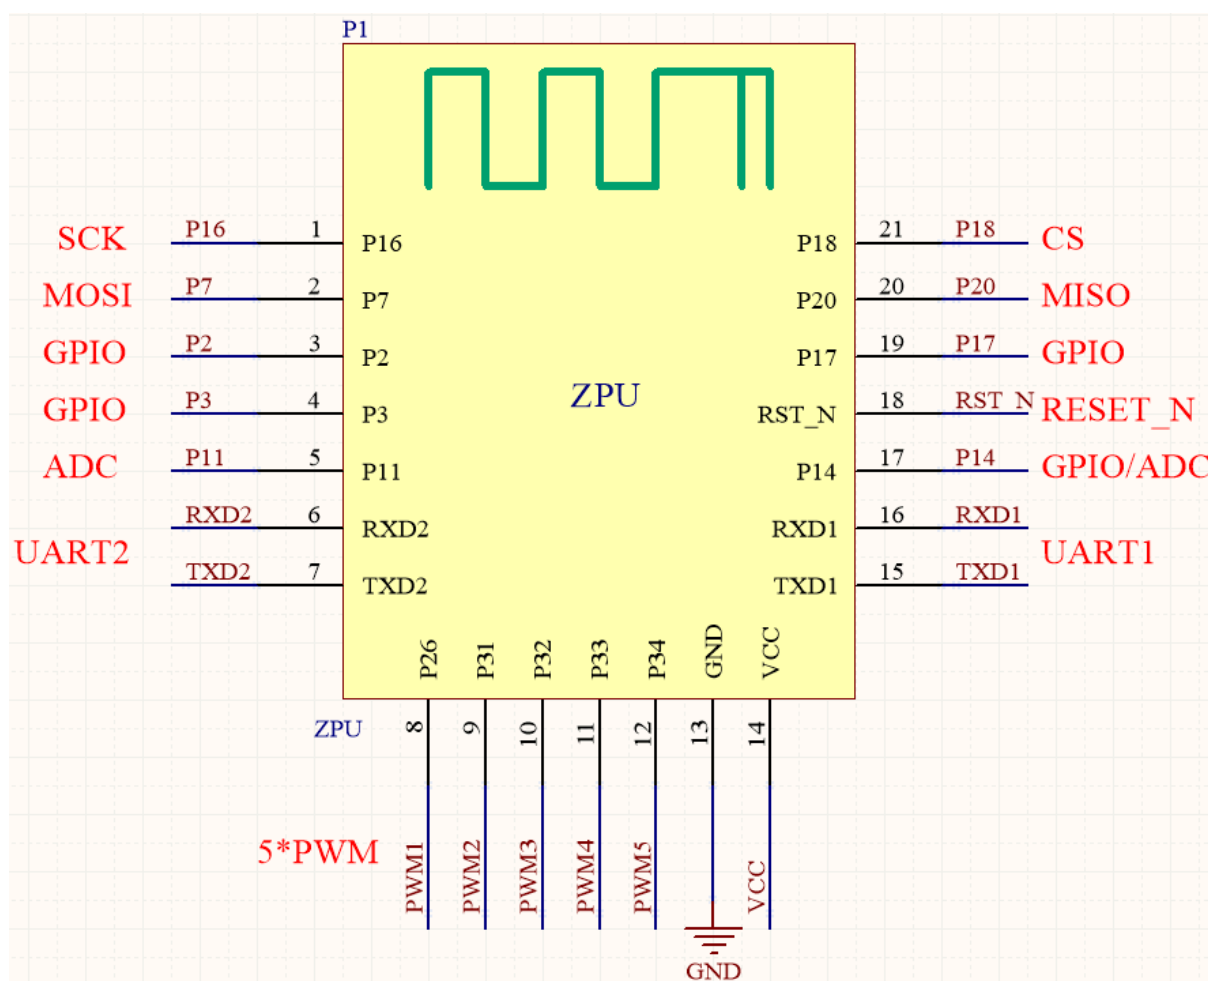 P1
SCK P16 1 P16 P18 21 P18 CS
MOSI P7 2 P7 P20 20 P20 MISO
GPIO P2 3 P2 P17 19 P17 GPIO
ZPU
GPIO P3 4 P3 RST_N 18 RST_N RESET_N
ADC P11 5 P11 P14 17 P14 GPIO/ADC
RXD2 6 RXD2 RXD1 16 RXD1
UART2 UART1
TXD2 7 TXD2 TXD1 15 TXD1
P26 P31 P32 P33 P34 GND VCC
ZPU 8 9 10 11 12 13 14
5*PWM PWM1 PWM2 PWM3 PWM4 PWM5 VCC
GND